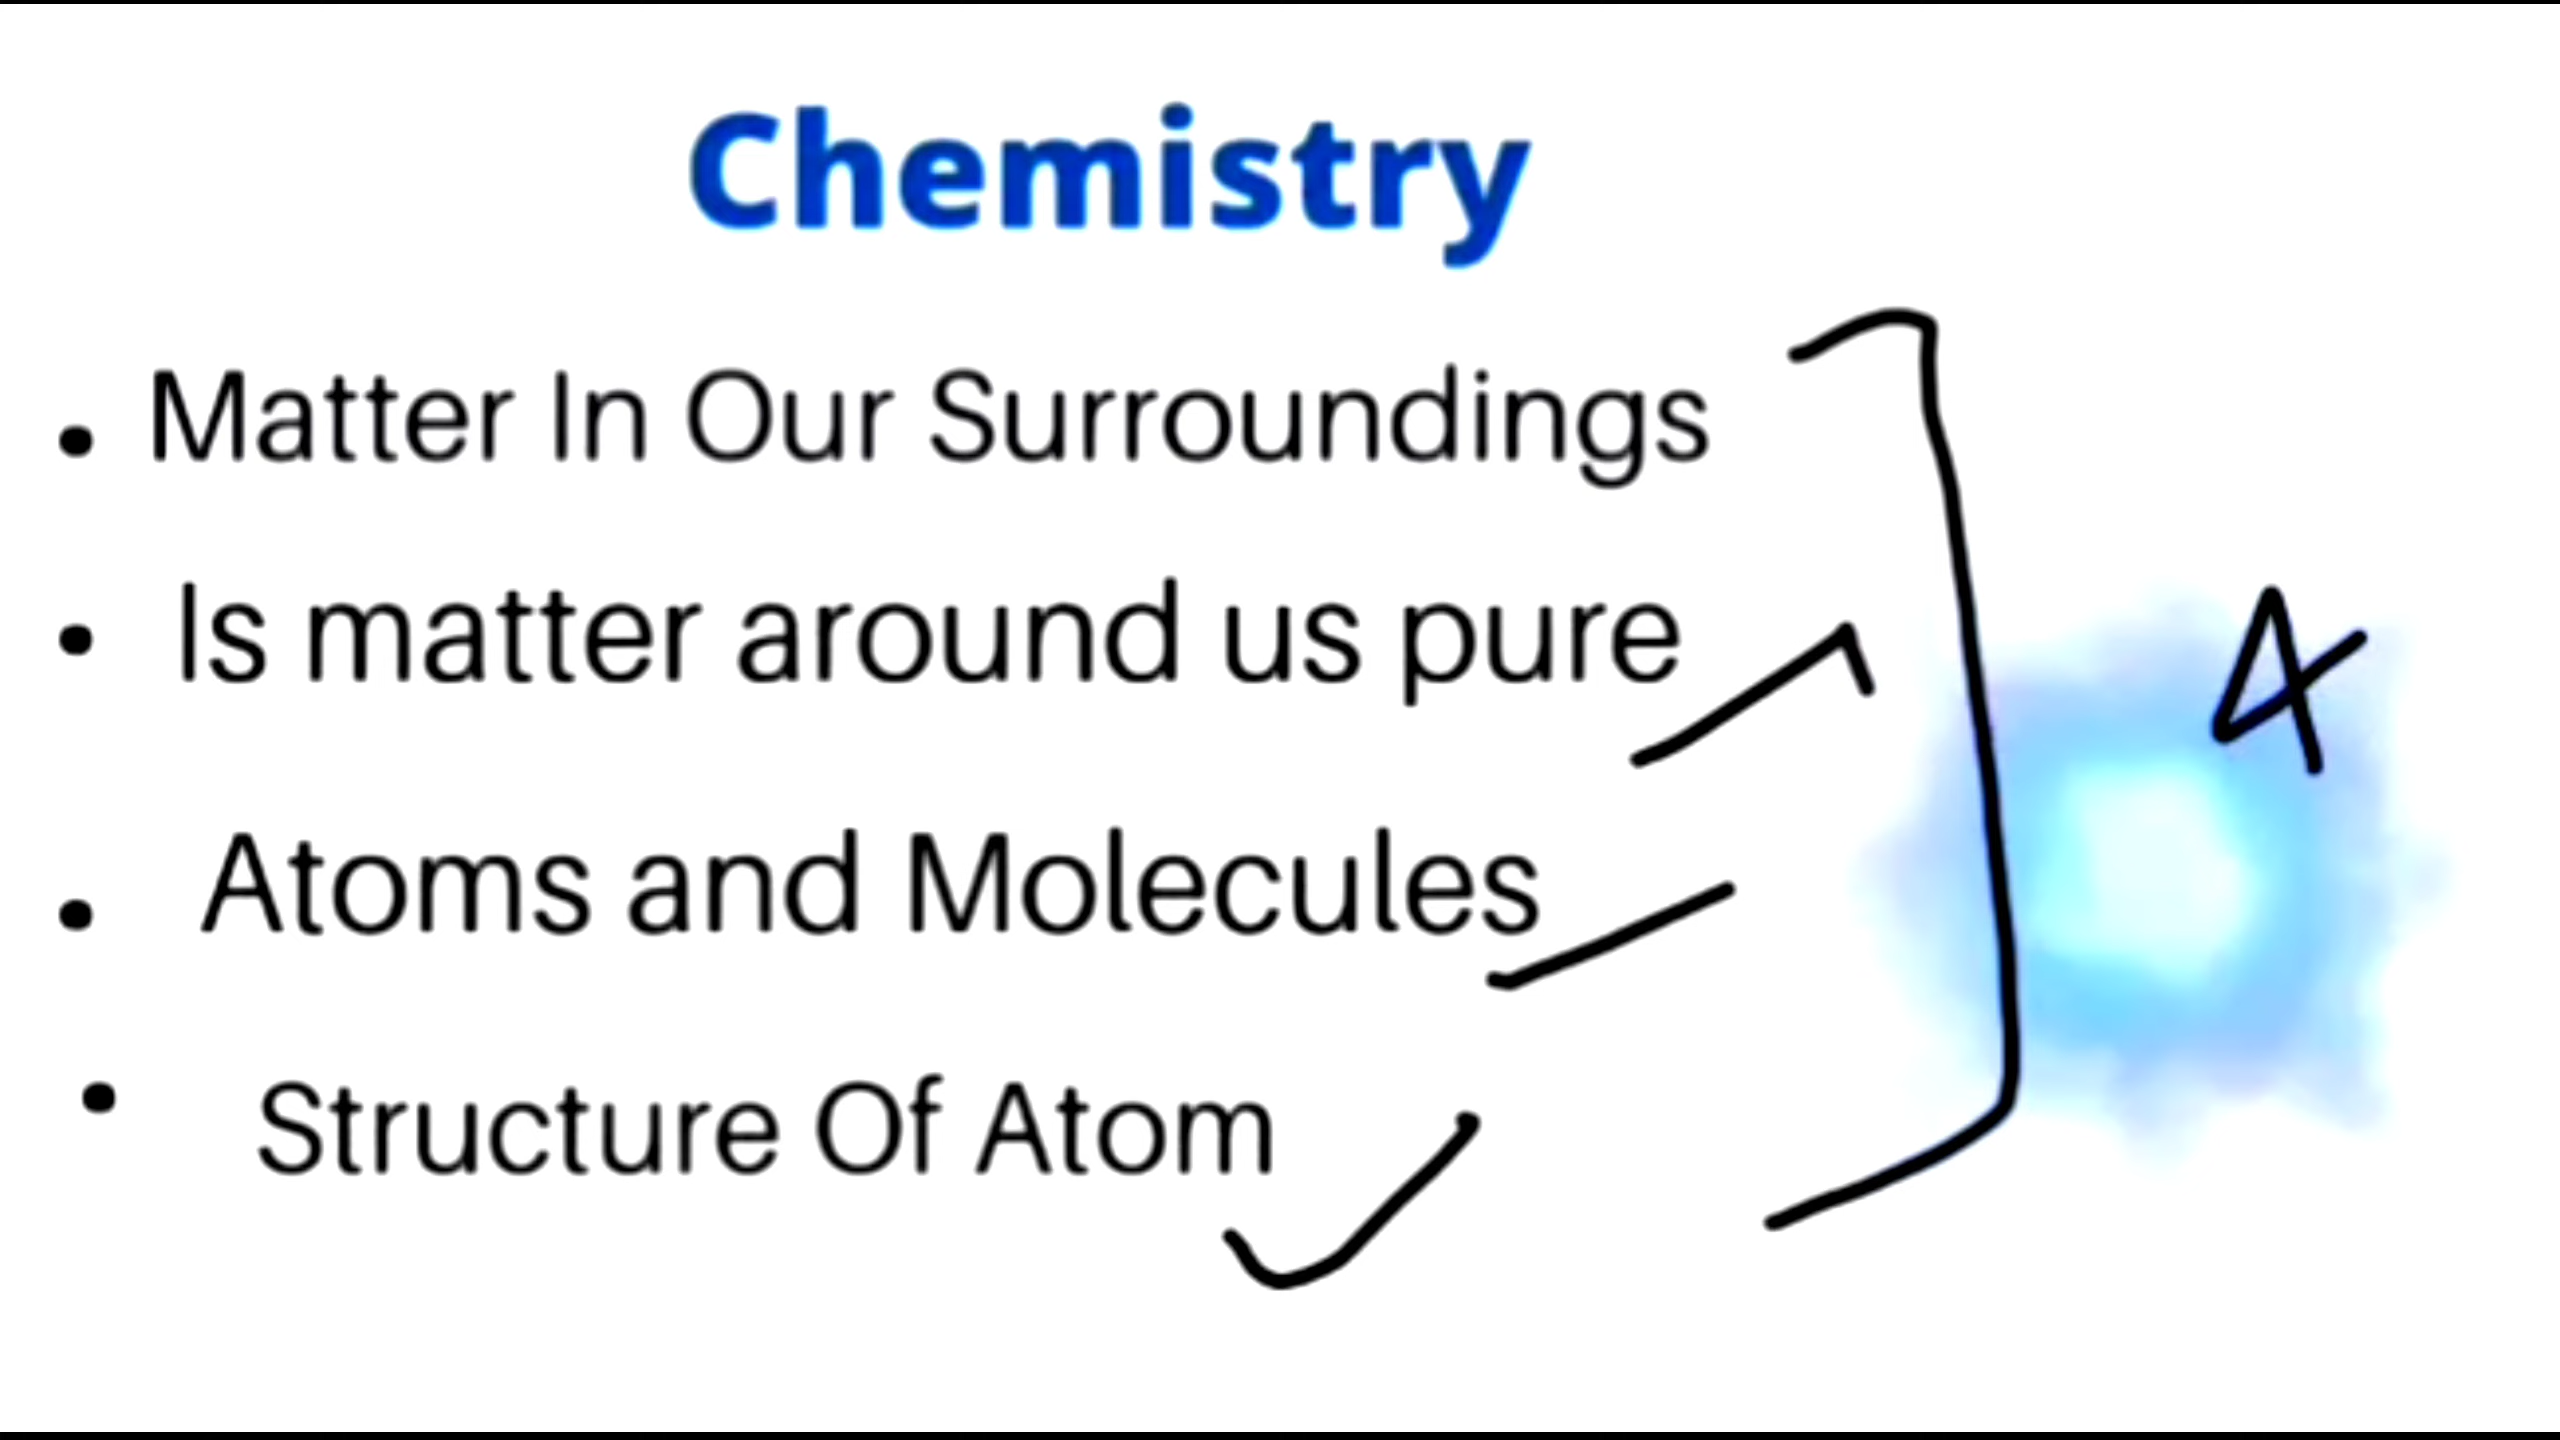 Chemistry
• Matter In Our Surroundings
• Is matter around us pure
4
• Atoms and Molecules
• Structure Of Atom